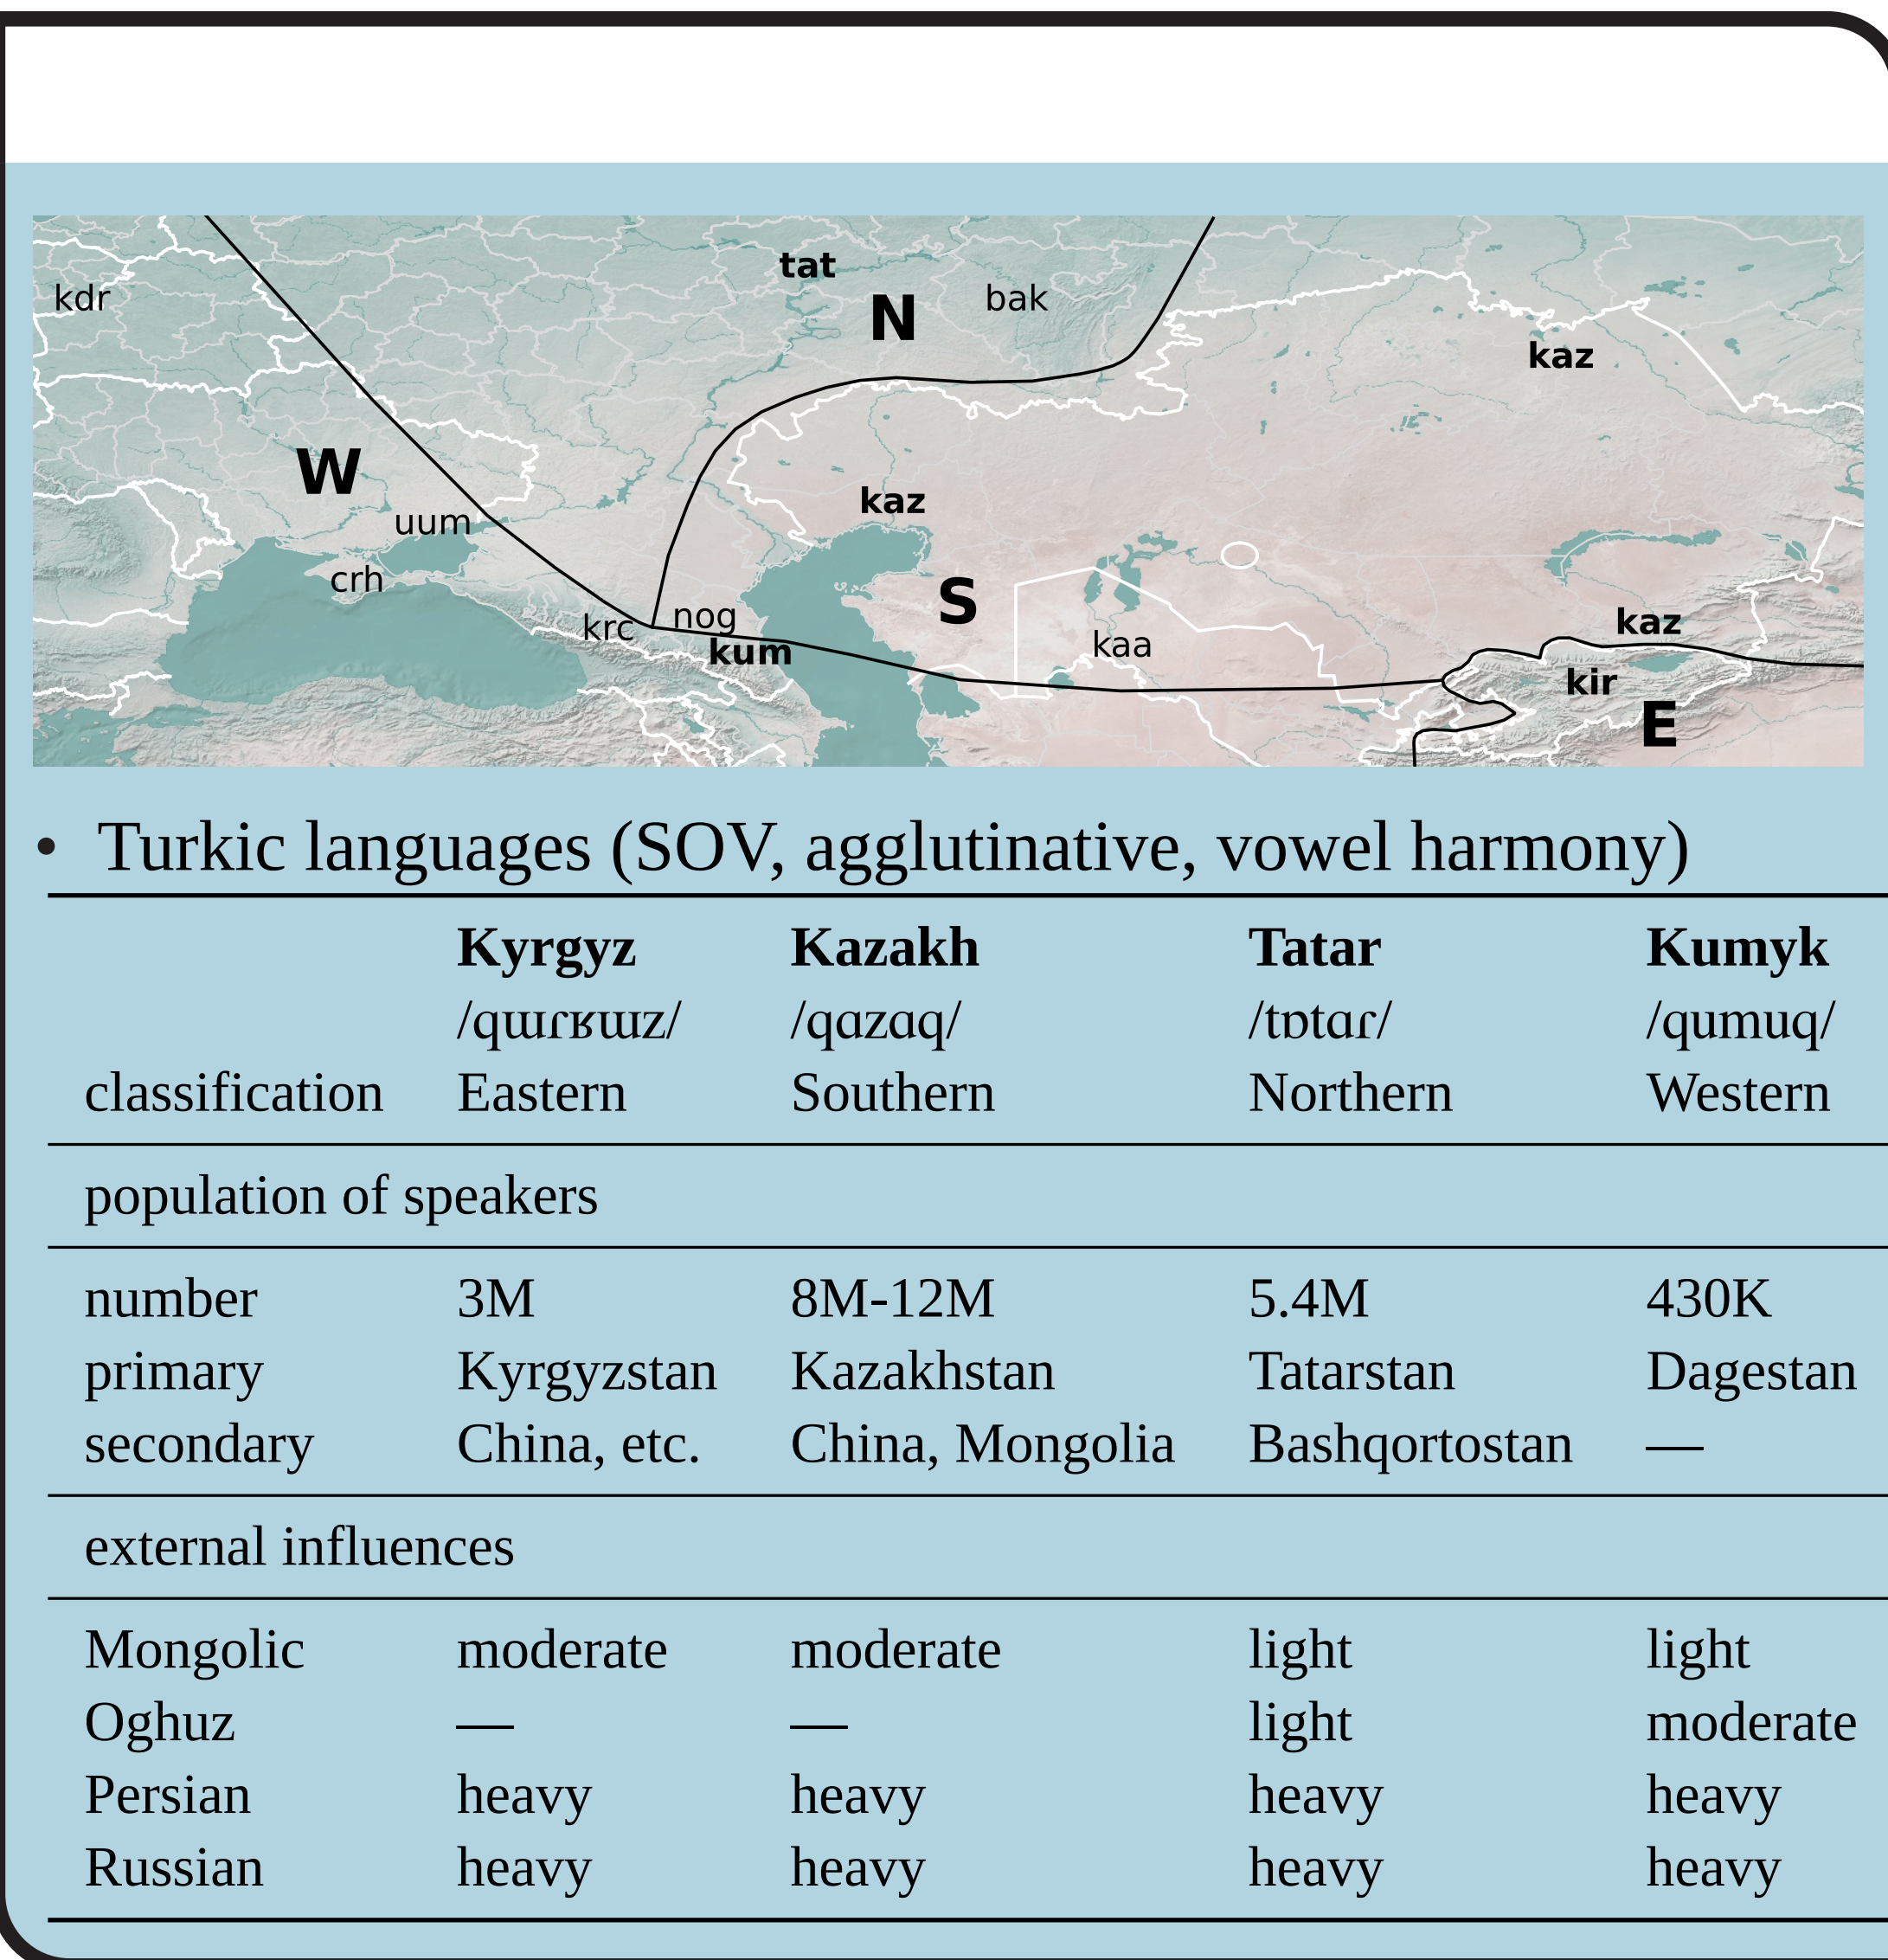 tat
kdr
N
bak
kaz
W
kaz
uum
crh
S
nog
krc
kaz
kum
kaa
kir
E
• Turkic languages (SOV, agglutinative, vowel harmony)
Kyrgyz Kazakh Tatar Kumyk
/qɯɾʁɯz/ /qɑzɑq/ /tɒtɑɾ/ /qumuq/
classification Eastern Southern Northern Western
population of speakers
number 3M 8M-12M 5.4M 430K
primary Kyrgyzstan Kazakhstan Tatarstan Dagestan
secondary China, etc. China, Mongolia Bashqortostan —
external influences
Mongolic moderate moderate light light
Oghuz — — light moderate
Persian heavy heavy heavy heavy
Russian heavy heavy heavy heavy